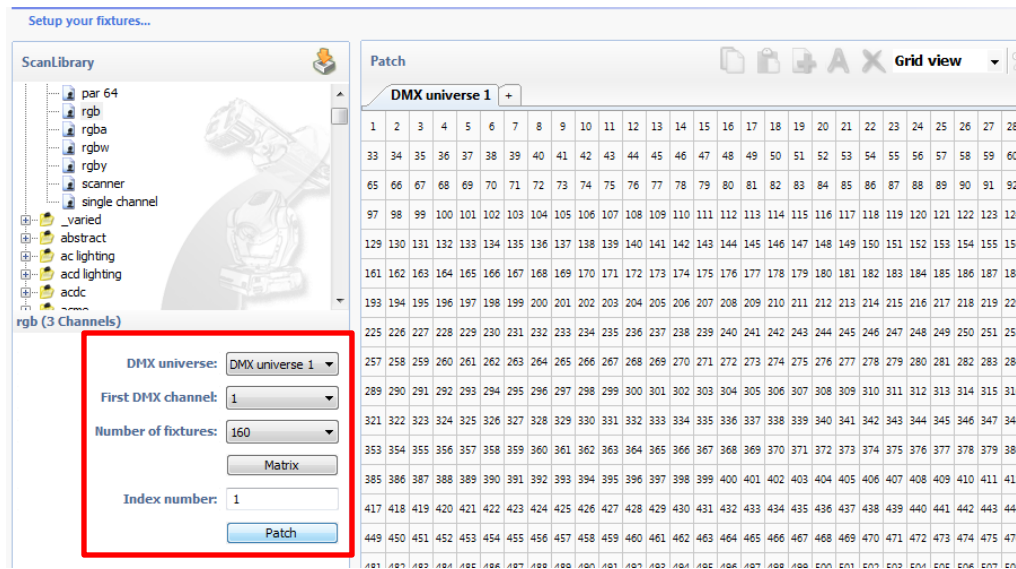 Setup your fixtures...
ScanLibrary
par 64
rgb
rgba
rgbw
rgby
scanner
single channel
_varied
abstract
ac lighting
acd lighting
acdc
rgb (3 Channels)
DMX universe: DMX universe 1
First DMX channel: 1
Number of fixtures: 160
Matrix
Index number: 1
Patch
Patch
A Grid view
DMX universe 1 +
1 2 3 4 5 6 7 8 9 10 11 12 13 14 15 16 17 18 19 20 21 22 23 24 25 26 27 28
33 34 35 36 37 38 39 40 41 42 43 44 45 46 47 48 49 50 51 52 53 54 55 56 57 58 59 60
65 66 67 68 69 70 71 72 73 74 75 76 77 78 79 80 81 82 83 84 85 86 87 88 89 90 91 92
97 98 99 100 101 102 103 104 105 106 107 108 109 110 111 112 113 114 115 116 117 118 119 120 121 122 123 12
129 130 131 132 133 134 135 136 137 138 139 140 141 142 143 144 145 146 147 148 149 150 151 152 153 154 155 15
161 162 163 164 165 166 167 168 169 170 171 172 173 174 175 176 177 178 179 180 181 182 183 184 185 186 187 18
193 194 195 196 197 198 199 200 201 202 203 204 205 206 207 208 209 210 211 212 213 214 215 216 217 218 219 22
225 226 227 228 229 230 231 232 233 234 235 236 237 238 239 240 241 242 243 244 245 246 247 248 249 250 251 25
257 258 259 260 261 262 263 264 265 266 267 268 269 270 271 272 273 274 275 276 277 278 279 280 281 282 283 28
289 290 291 292 293 294 295 296 297 298 299 300 301 302 303 304 305 306 307 308 309 310 311 312 313 314 315 31
321 322 323 324 325 326 327 328 329 330 331 332 333 334 335 336 337 338 339 340 341 342 343 344 345 346 347 34
353 354 355 356 357 358 359 360 361 362 363 364 365 366 367 368 369 370 371 372 373 374 375 376 377 378 379 38
385 386 387 388 389 390 391 392 393 394 395 396 397 398 399 400 401 402 403 404 405 406 407 408 409 410 411 41
417 418 419 420 421 422 423 424 425 426 427 428 429 430 431 432 433 434 435 436 437 438 439 440 441 442 443 44
449 450 451 452 453 454 455 456 457 458 459 460 461 462 463 464 465 466 467 468 469 470 471 472 473 474 475 47